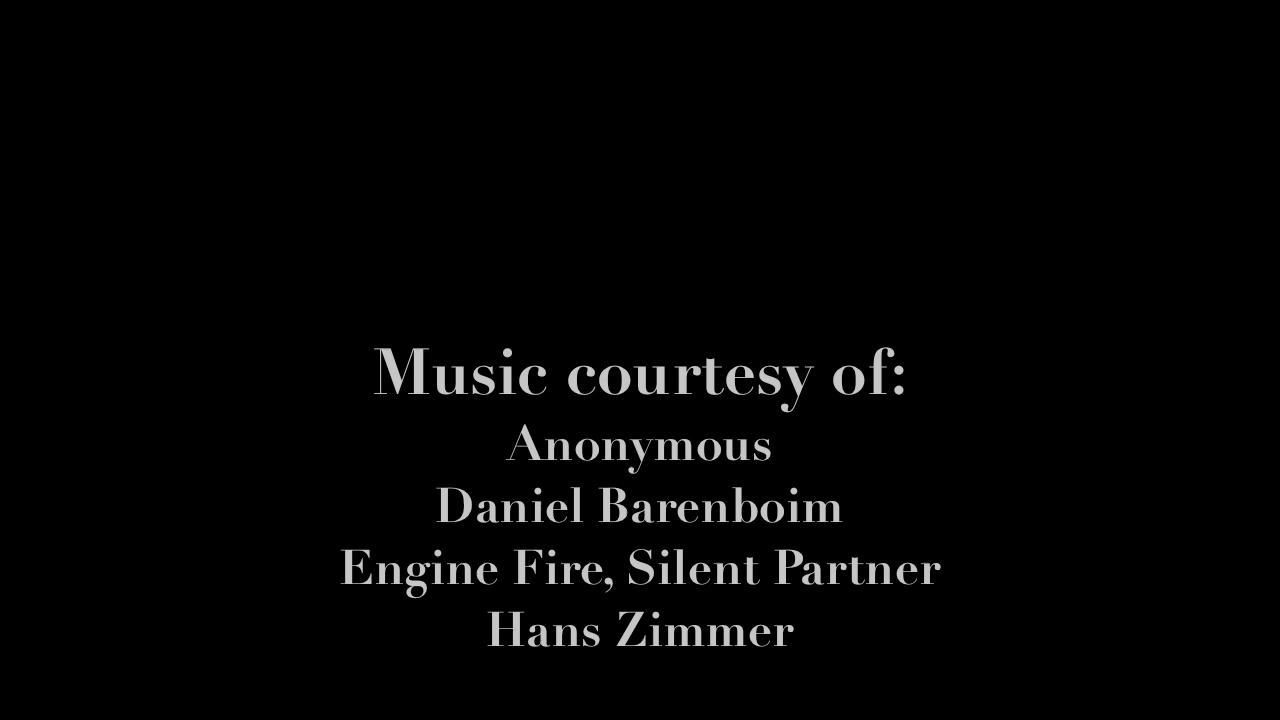 Music courtesy of:
Anonymous
Daniel Barenboim
Engine Fire, Silent Partner
Hans Zimmer